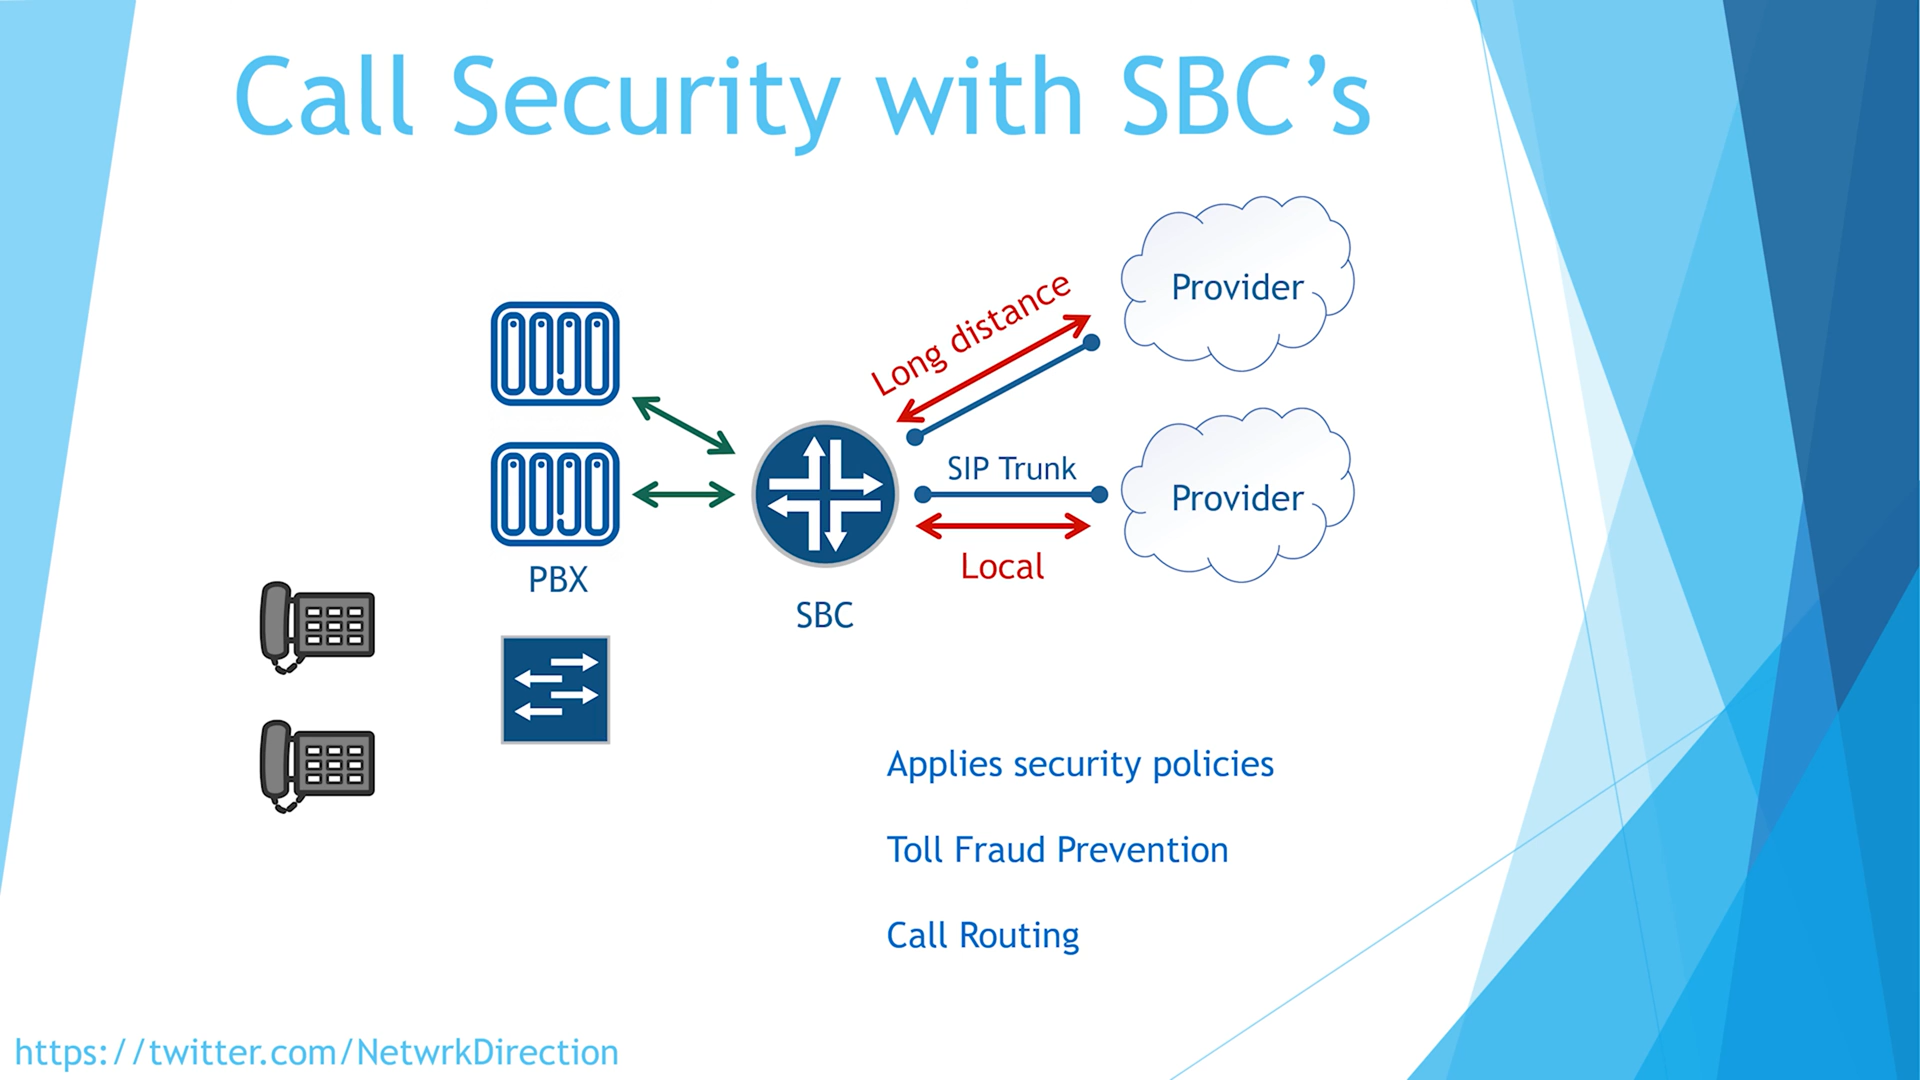 Call Security with SBC's
Provider
Long distance
SIP Trunk
Provider
Local
PBX
SBC
Applies security policies
Toll Fraud Prevention
Call Routing
https://twitter.com/NetwrkDirection